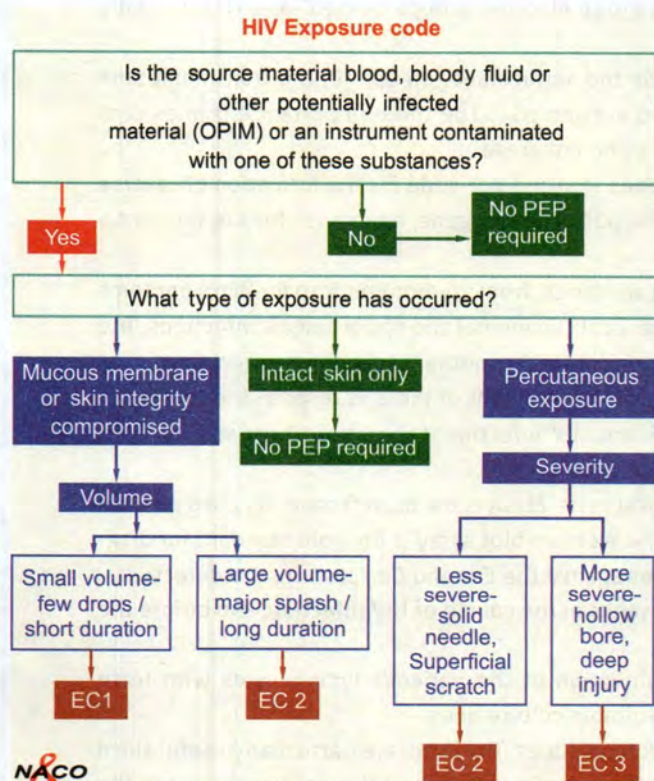 HIV Exposure code
Is the source material blood, bloody fluid or
other potentially infected
material (OPIM) or an instrument contaminated
with one of these substances?
Yes
No
No PEP
required
What type of exposure has occurred?
Mucous membrane
or skin integrity
compromised
Intact skin only
Percutaneous
exposure
No PEP required
Severity
Volume
Small volume-
few drops /
short duration
Large volume,
major splash /
long duration
Less
severe-
solid
needle,
Superficial
scratch
More
severe-
hollow
bore,
deep
injury
EC1
EC 2
EC 2
EC 3
NACO